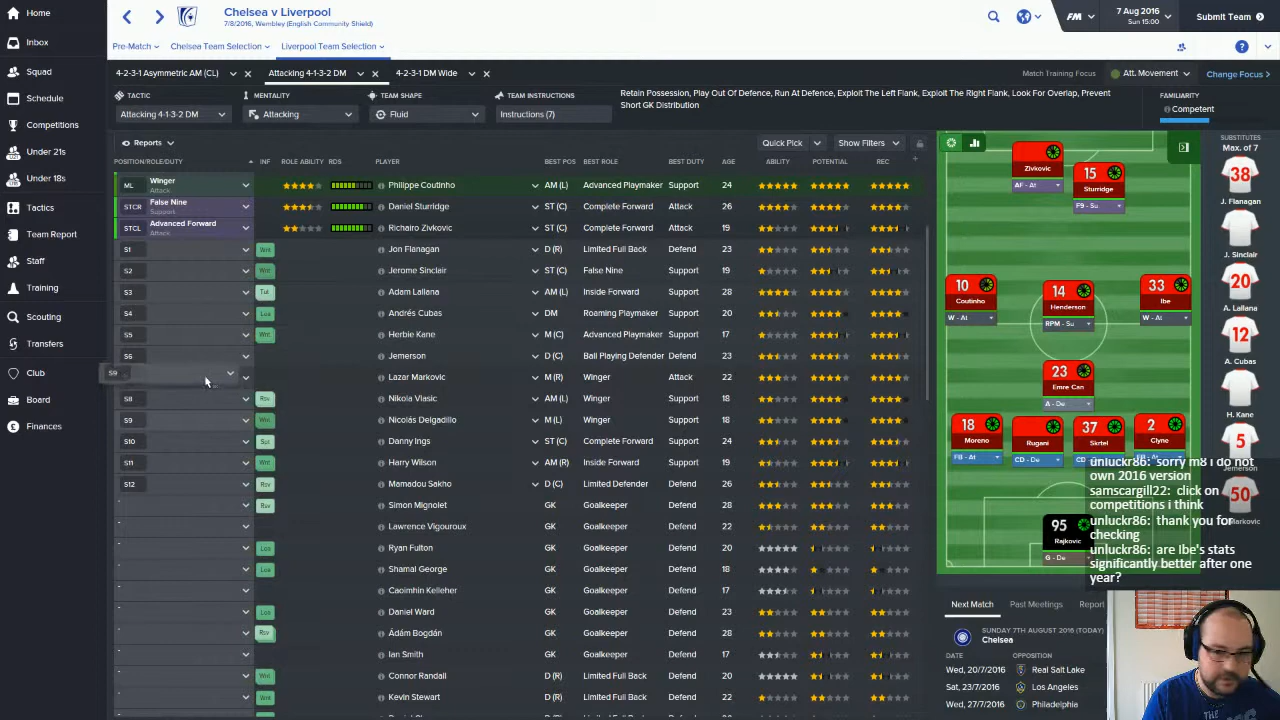 Home
Inbox
Squad
Schedule
Competitions
Under 21s
Under 18s
Tactics
Team Report
Staff
Training
Scouting
Transfers
Club
Board
Finances
Chelsea v Liverpool
7/8/2016, Wembley (English Community Shield)
FM
7 Aug 2016
Sun 15:00
Submit Team
Pre-Match
Chelsea Team Selection
Liverpool Team Selection
4-2-3-1 Asymmetric AM (CL)
Attacking 4-1-3-2 DM
4-2-3-1 DM Wide
Match Training Focus
Att. Movement
Change Focus >
TACTIC
Attacking 4-1-3-2 DM
MENTALITY
Attacking
TEAM SHAPE
Fluid
TEAM INSTRUCTIONS
Instructions (7)
Retain Possession, Play Out Of Defence, Run At Defence, Exploit The Left Flank, Exploit The Right Flank, Look For Overlap, Prevent
Short GK Distribution
FAMILIARITY
Competent
Reports
Quick Pick
Show Filters
POSITION/ROLE/DUTY INF ROLE ABILITY RDS PLAYER BEST POS BEST ROLE BEST DUTY AGE ABILITY POTENTIAL REC
ML Winger Attack Philippe Coutinho AM (L) Advanced Playmaker Support 24
STCR False Nine Support Daniel Sturridge ST (C) Complete Forward Attack 26
STCL Advanced Forward Attack Richairo Zivkovic ST (C) Complete Forward Attack 19
S1 Wnt Jon Flanagan D (R) Limited Full Back Defend 23
S2 Wnt Jerome Sinclair ST (C) False Nine Support 19
S3 Tut Adam Lallana AM (L) Inside Forward Support 28
S4 Loa Andrés Cubas DM Roaming Playmaker Support 20
S5 Wnt Herbie Kane M (C) Advanced Playmaker Support 17
S6 Jemerson D (C) Ball Playing Defender Defend 23
S9 Lazar Markovic M (R) Winger Attack 22
S8 Nikola Vlasic AM (L) Winger Support 18
S9 Nicolás Delgadillo M (L) Winger Support 18
S10 Danny Ings ST (C) Complete Forward Support 24
S11 Wnt Harry Wilson AM (R) Inside Forward Support 19
S12 Mamadou Sakho D (C) Limited Defender Defend 26
- Simon Mignolet GK Goalkeeper Defend 28
- Lawrence Vigouroux GK Goalkeeper Defend 22
- Loa Ryan Fulton GK Goalkeeper Defend 20
- Loa Shamal George GK Goalkeeper Defend 18
- Caoimhin Kelleher GK Goalkeeper Defend 17
- Loa Daniel Ward GK Goalkeeper Defend 23
- Ádám Bogdán GK Goalkeeper Defend 28
- Ian Smith GK Goalkeeper Defend 17
- Wnt Connor Randall D (R) Limited Full Back Defend 20
- Wnt Kevin Stewart D (R) Limited Full Back Defend 22
Zivkovic
AF - At
15
Sturridge
F9 - Su
10
Coutinho
W - At
14
Henderson
RPM - Su
33
Ibe
W - At
23
Emre Can
A - De
18
Moreno
FB - At
Rugani
CD - De
37
Skrtel
CD
2
Clyne
FB - At
95
Rajkovic
G - De
SUBSTITUTES
Max. of 7
38
J. Flanagan
J. Sinclair
20
A. Lallana
12
A. Cubas
H. Kane
5
Jemerson
50
Markovic
unluckr86: sorry m8 i do not
own 2016 version
samscargill22: click on
competitions i think
unluckr86: thank you for
checking
unluckr86: are Ibe's stats
significantly better after one
year?
Next Match
Past Meetings
Report
SUNDAY 7TH AUGUST 2016 (TODAY)
Chelsea
DATE OPPOSITION
Wed, 20/7/2016 Real Salt Lake
Sat, 23/7/2016 Los Angeles
Wed, 27/7/2016 Philadelphia